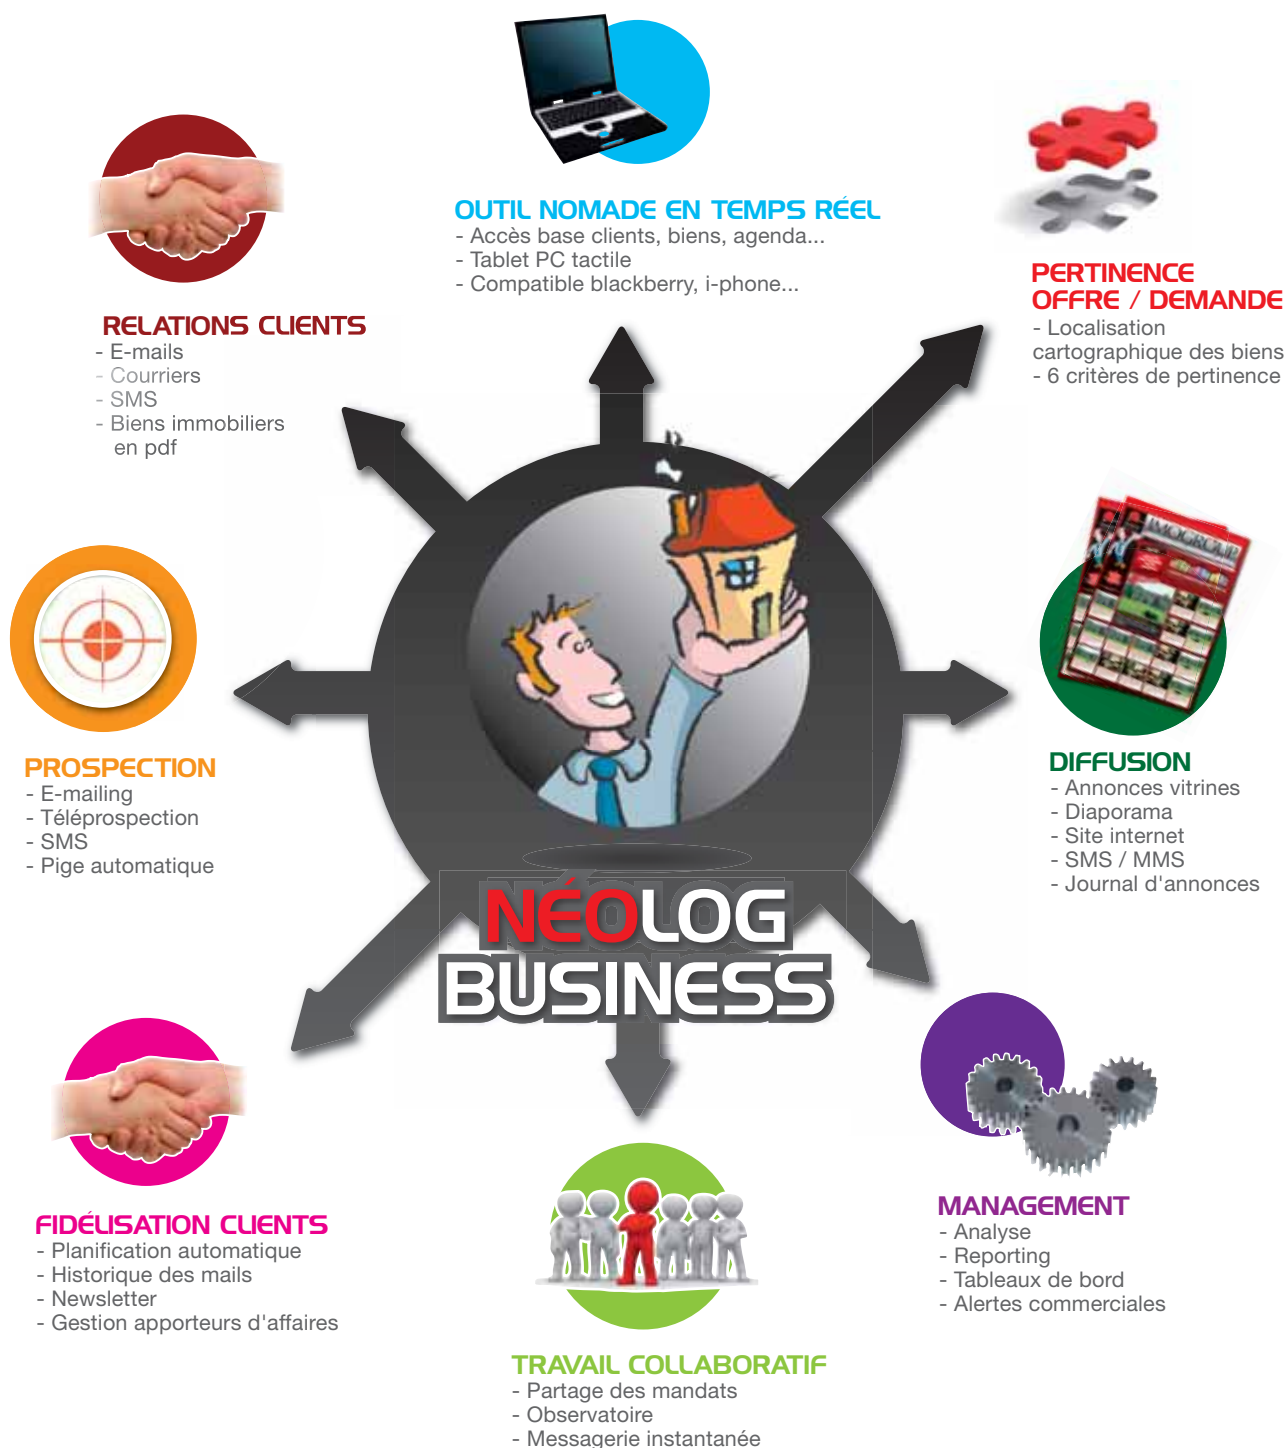 OUTIL NOMADE EN TEMPS RÉEL
- Accès base clients, biens, agenda...
- Tablet PC tactile
- Compatible blackberry, i-phone...
PERTINENCE
OFFRE / DEMANDE
- Localisation
cartographique des biens
- 6 critères de pertinence
RELATIONS CLIENTS
- E-mails
- Courriers
- SMS
- Biens immobiliers
en pdf
IMOGROUP
PROSPECTION
- E-mailing
- Téléprospection
- SMS
- Pige automatique
DIFFUSION
- Annonces vitrines
- Diaporama
- Site internet
- SMS / MMS
- Journal d'annonces
NÉOLOG
BUSINESS
FIDÉLISATION CLIENTS
- Planification automatique
- Historique des mails
- Newsletter
- Gestion apporteurs d'affaires
MANAGEMENT
- Analyse
- Reporting
- Tableaux de bord
- Alertes commerciales
TRAVAIL COLLABORATIF
- Partage des mandats
- Observatoire
- Messagerie instantanée